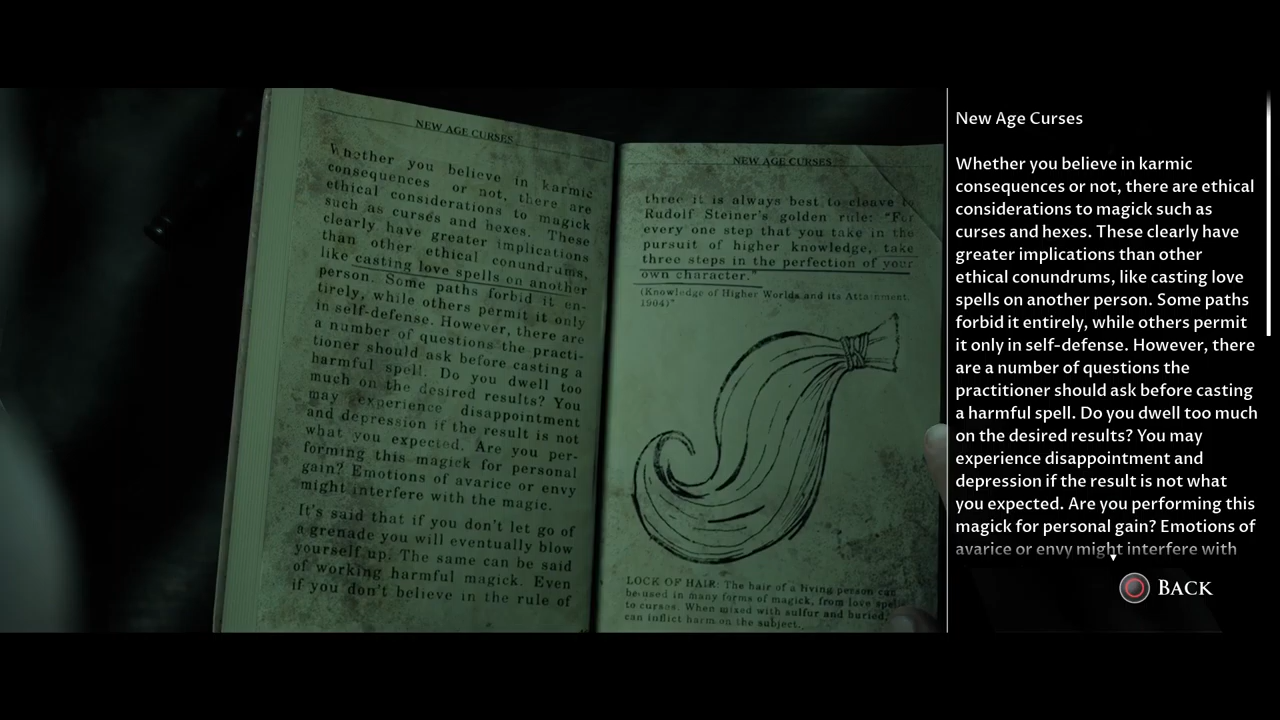 NEW AGE CURSES
Whether you believe in karmic
consequences or not, there are
ethical considerations to magick
such as curses and hexes. These
clearly have greater implications
than other ethical conundrums,
like casting love spells on another
person. Some paths forbid it en-
tirely, while others permit it only
in self-defense. However, there are
a number of questions the practi-
tioner should ask before casting a
harmful spell. Do you dwell too
much on the desired results? You
may experience disappointment
and depression if the result is not
what you expected. Are you per-
forming this magick for personal
gain? Emotions of avarice or envy
might interfere with the magic.
It's said that if you don't let go of
a grenade you will eventually blow
yourself up. The same can be said
of working harmful magick. Even
if you don't believe in the rule of
NEW AGE CURSES
three it is always best to cleave to
Rudolf Steiner's golden rule: "For
every one step that you take in the
pursuit of higher knowledge, take
three steps in the perfection of your
own character."
(Knowledge of Higher Worlds and its Attainment,
1904)"
LOCK OF HAIR: The hair of a living person can
be used in many forms of magick, from love spells
to curses. When mixed with sulfur and buried,
can inflict harm on the subject.
New Age Curses
Whether you believe in karmic
consequences or not, there are ethical
considerations to magick such as
curses and hexes. These clearly have
greater implications than other
ethical conundrums, like casting love
spells on another person. Some paths
forbid it entirely, while others permit
it only in self-defense. However, there
are a number of questions the
practitioner should ask before casting
a harmful spell. Do you dwell too much
on the desired results? You may
experience disappointment and
depression if the result is not what
you expected. Are you performing this
magick for personal gain? Emotions of
avarice or envy might interfere with
BACK